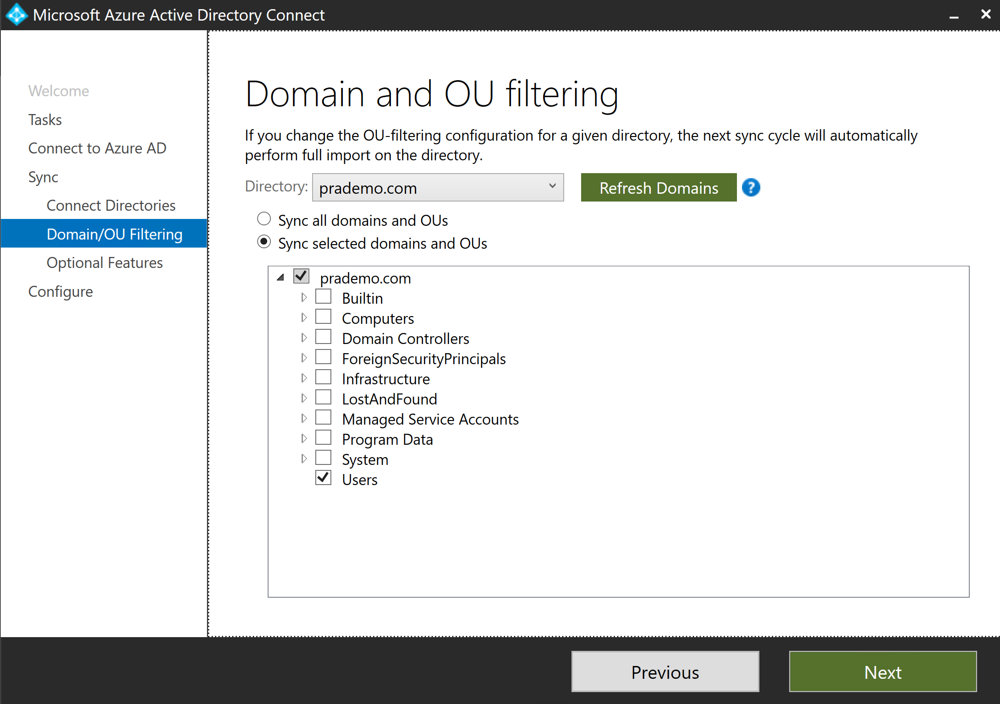 Microsoft Azure Active Directory Connect
Welcome
Tasks
Connect to Azure AD
Sync
Connect Directories
Domain/OU Filtering
Optional Features
Configure
Domain and OU filtering
If you change the OU-filtering configuration for a given directory, the next sync cycle will automatically
perform full import on the directory.
Directory: prademo.com Refresh Domains ?
Sync all domains and OUs
Sync selected domains and OUs
prademo.com
Builtin
Computers
Domain Controllers
ForeignSecurityPrincipals
Infrastructure
LostAndFound
Managed Service Accounts
Program Data
System
Users
Previous Next